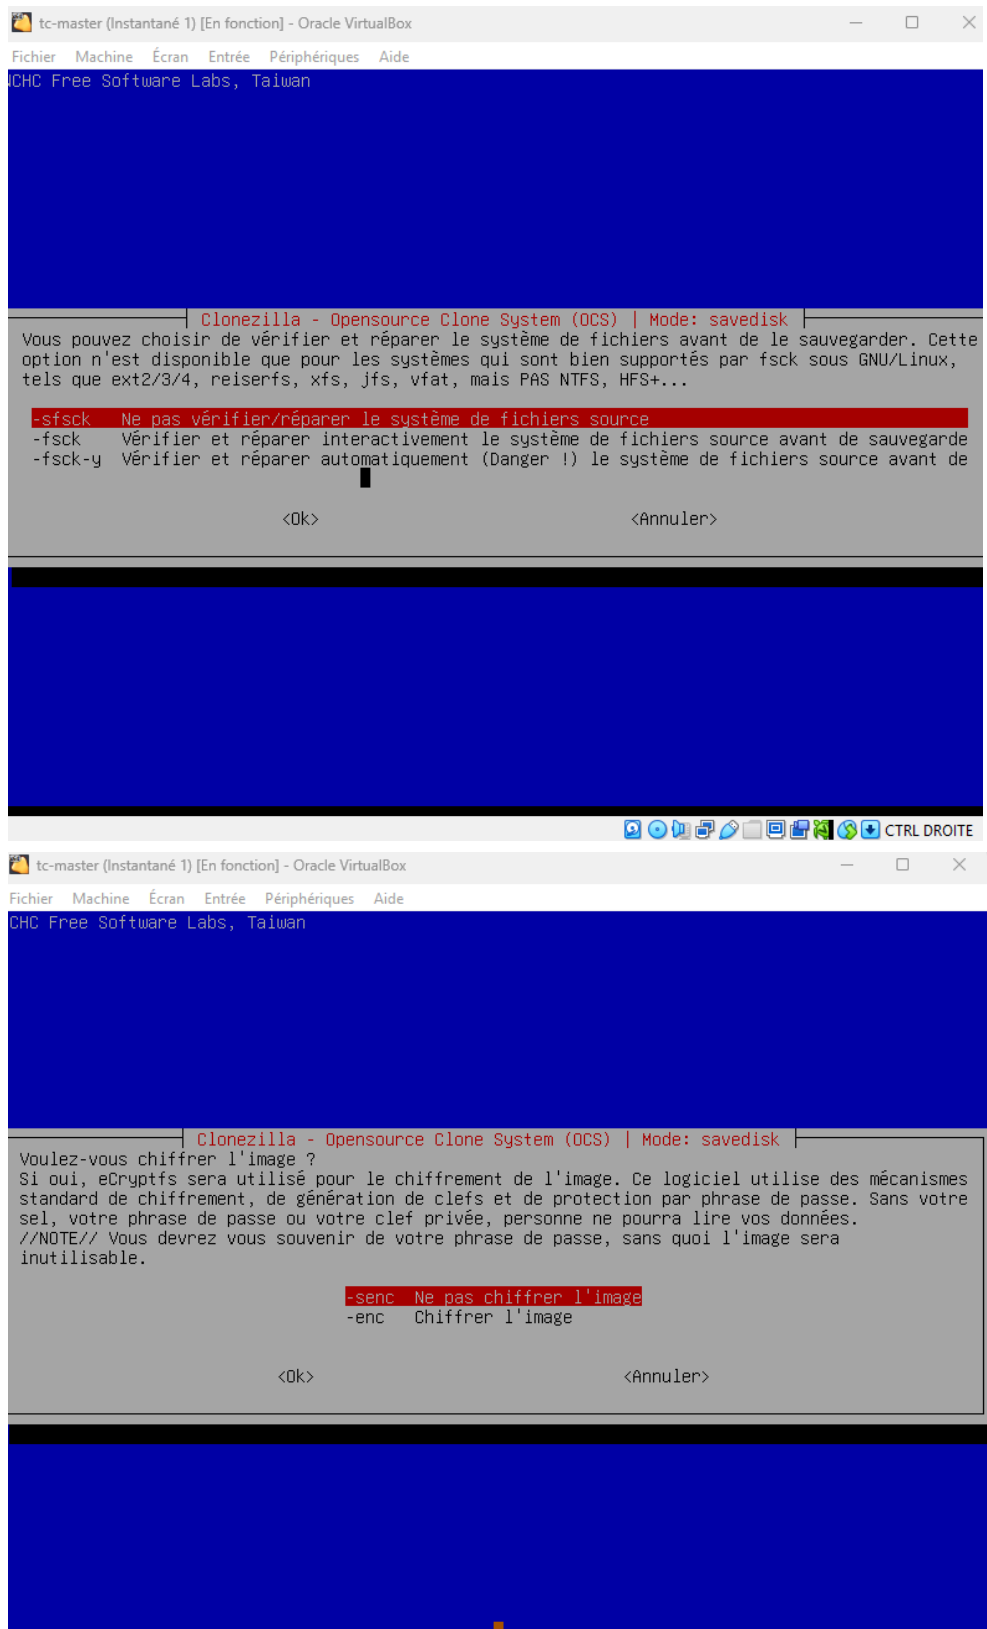 tc-master (Instantané 1) [En fonction] - Oracle VirtualBox
Fichier Machine Écran Entrée Périphériques Aide
NCHC Free Software Labs, Taiwan
Clonezilla - Opensource Clone System (OCS) | Mode: savedisk
Vous pouvez choisir de vérifier et réparer le système de fichiers avant de le sauvegarder. Cette
option n'est disponible que pour les systèmes qui sont bien supportés par fsck sous GNU/Linux,
tels que ext2/3/4, reiserfs, xfs, jfs, vfat, mais PAS NTFS, HFS+...
-sfsck Ne pas vérifier/réparer le système de fichiers source
-fsck Vérifier et réparer interactivement le système de fichiers source avant de sauvegarde
-fsck-y Vérifier et réparer automatiquement (Danger !) le système de fichiers source avant de
<Ok> <Annuler>
CTRL DROITE
tc-master (Instantané 1) [En fonction] - Oracle VirtualBox
Fichier Machine Écran Entrée Périphériques Aide
CHC Free Software Labs, Taiwan
Clonezilla - Opensource Clone System (OCS) | Mode: savedisk
Voulez-vous chiffrer l'image ?
Si oui, eCryptfs sera utilisé pour le chiffrement de l'image. Ce logiciel utilise des mécanismes
standard de chiffrement, de génération de clefs et de protection par phrase de passe. Sans votre
sel, votre phrase de passe ou votre clef privée, personne ne pourra lire vos données.
//NOTE// Vous devrez vous souvenir de votre phrase de passe, sans quoi l'image sera
inutilisable.
-senc Ne pas chiffrer l'image
-enc Chiffrer l'image
<Ok> <Annuler>